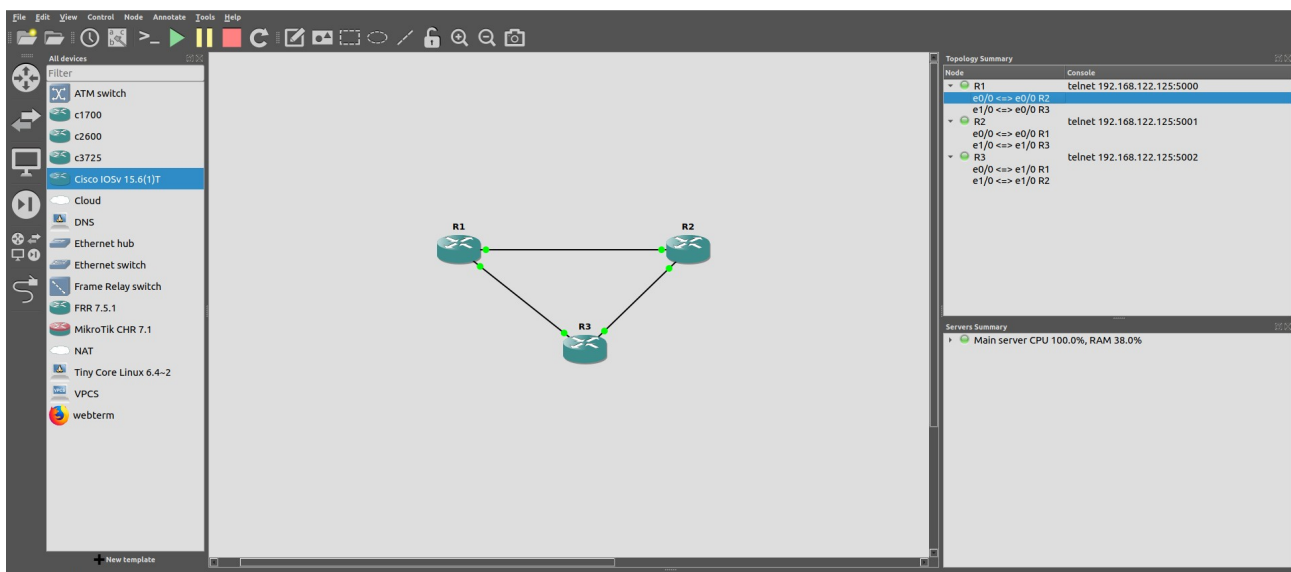 File Edit View Control Node Annotate Tools Help
All devices
Filter
ATM switch
c1700
c2600
c3725
Cisco IOSv 15.6(1)T
Cloud
DNS
Ethernet hub
Ethernet switch
Frame Relay switch
FRR 7.5.1
MikroTik CHR 7.1
NAT
Tiny Core Linux 6.4~2
VPCS
webterm
New template
R1
R2
R3
Topology Summary
Node Console
R1 telnet 192.168.122.125:5000
e0/0 <=> e0/0 R2
e1/0 <=> e0/0 R3
R2 telnet 192.168.122.125:5001
e0/0 <=> e0/0 R1
e1/0 <=> e1/0 R3
R3 telnet 192.168.122.125:5002
e0/0 <=> e1/0 R1
e1/0 <=> e1/0 R2
Servers Summary
Main server CPU 100.0%, RAM 38.0%